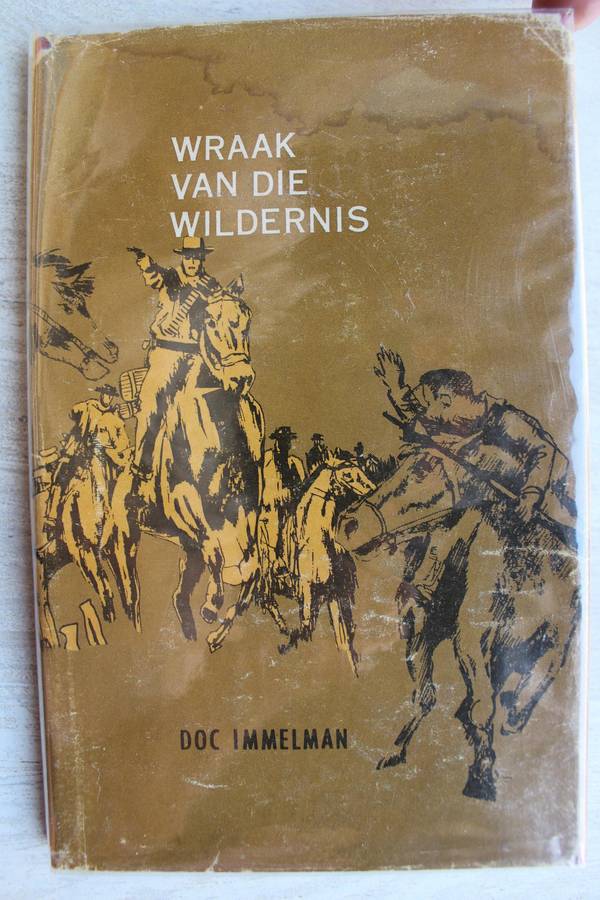 WRAAK
VAN DIE
WILDERNIS
DOC IMMELMAN